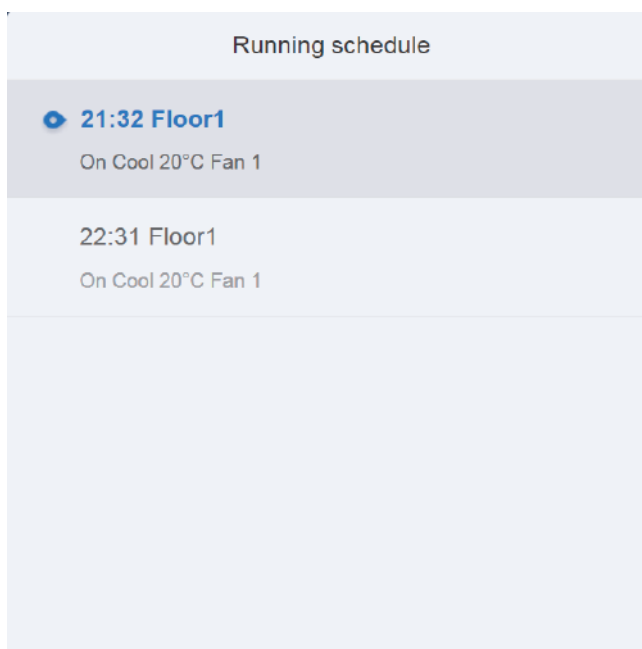 Running schedule
21:32 Floor1
On Cool 20°C Fan 1
22:31 Floor1
On Cool 20°C Fan 1